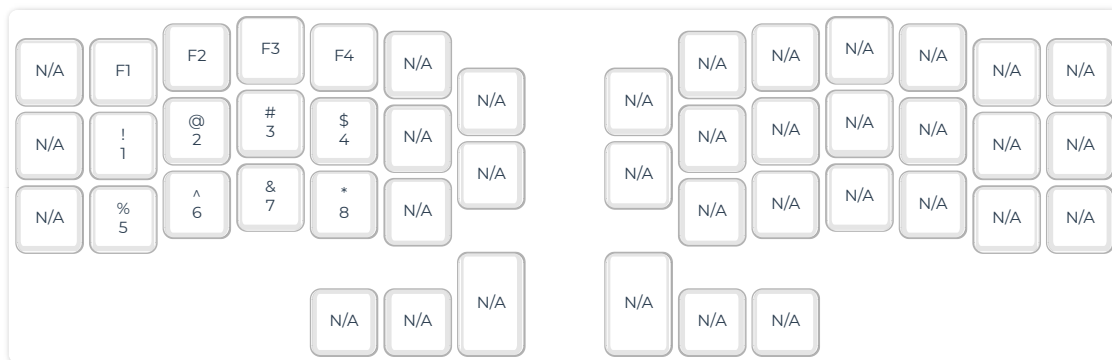 N/A F1 F2 F3 F4 N/A N/A
N/A ! 1 @ 2 # 3 $ 4 N/A N/A
N/A % 5 ^ 6 & 7 * 8 N/A
N/A N/A N/A
N/A N/A N/A N/A N/A N/A N/A
N/A N/A N/A N/A N/A N/A N/A
N/A N/A N/A N/A N/A N/A
N/A N/A N/A